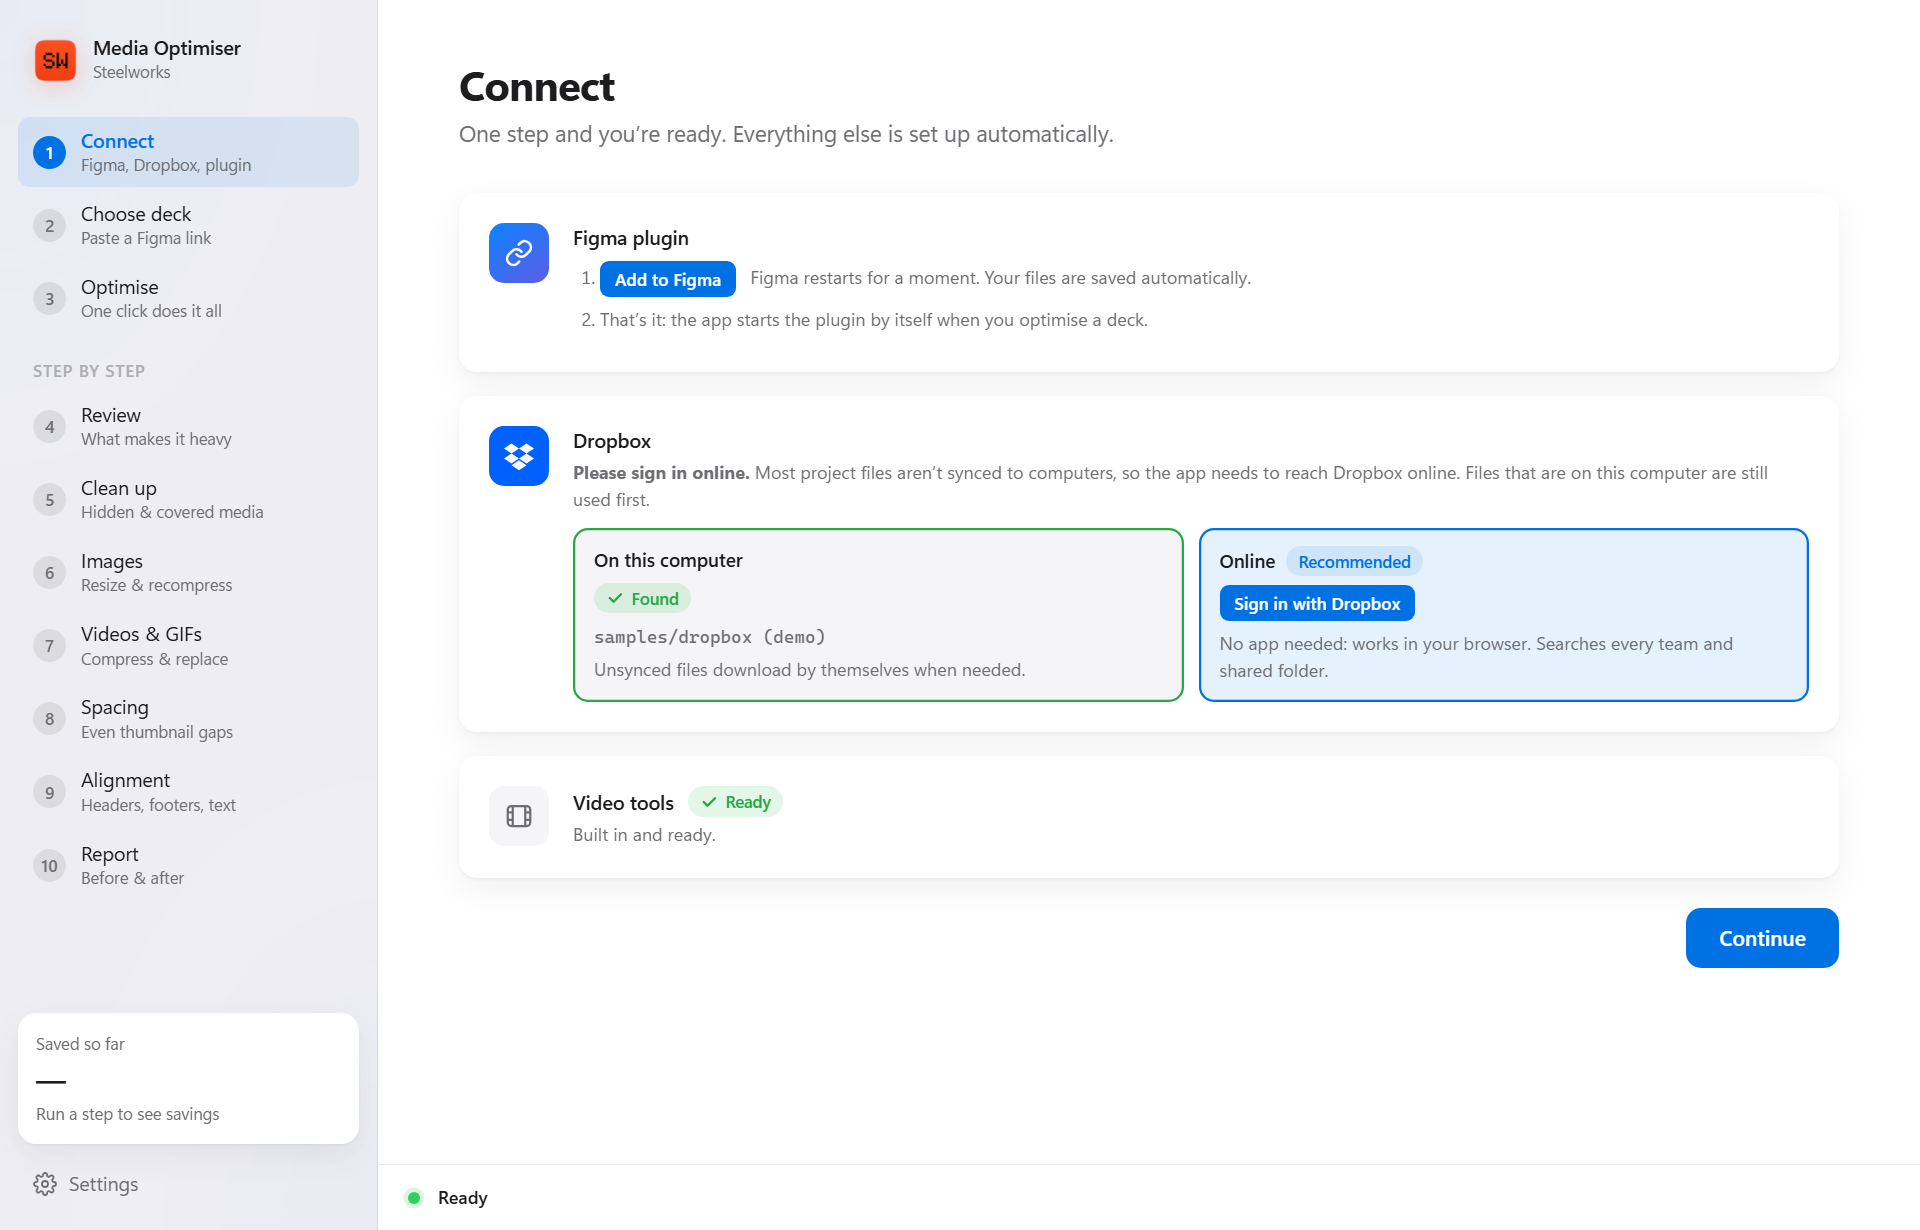 SW
Media Optimiser
Steelworks
1
Connect
Figma, Dropbox, plugin
2
Choose deck
Paste a Figma link
3
Optimise
One click does it all
STEP BY STEP
4
Review
What makes it heavy
5
Clean up
Hidden & covered media
6
Images
Resize & recompress
7
Videos & GIFs
Compress & replace
8
Spacing
Even thumbnail gaps
9
Alignment
Headers, footers, text
10
Report
Before & after
Saved so far
—
Run a step to see savings
Settings
Connect
One step and you’re ready. Everything else is set up automatically.
Figma plugin
1. Add to Figma Figma restarts for a moment. Your files are saved automatically.
2. That’s it: the app starts the plugin by itself when you optimise a deck.
Dropbox
Please sign in online. Most project files aren’t synced to computers, so the app needs to reach Dropbox online. Files that are on this computer are still
used first.
On this computer
Found
samples/dropbox (demo)
Unsynced files download by themselves when needed.
Online Recommended
Sign in with Dropbox
No app needed: works in your browser. Searches every team and
shared folder.
Video tools Ready
Built in and ready.
Continue
Ready